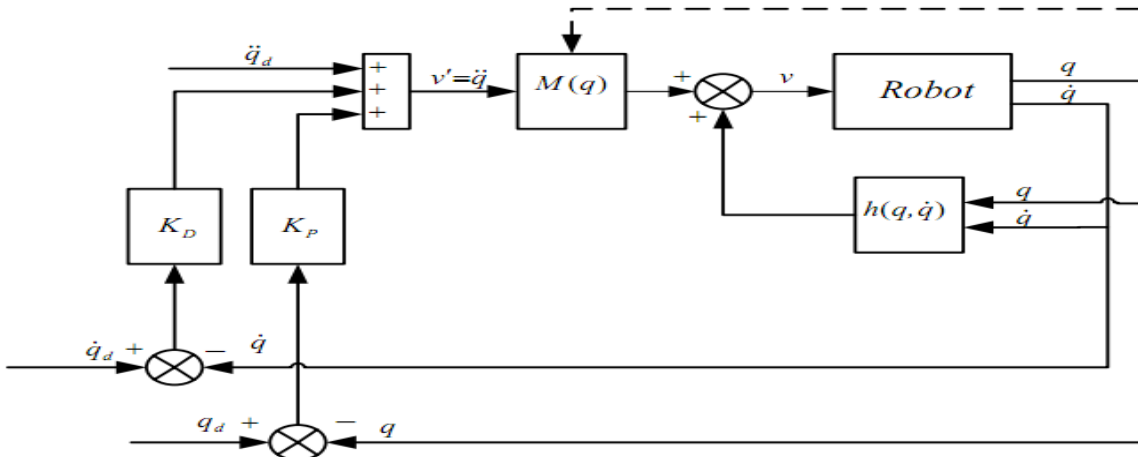 q̈_d
+
+
+
v'=q̈
M(q)
+
+
v
Robot
q
q̇
K_D
K_P
h(q,q̇)
q
q̇
q̇_d
+
−
q̇
q_d
+
−
q